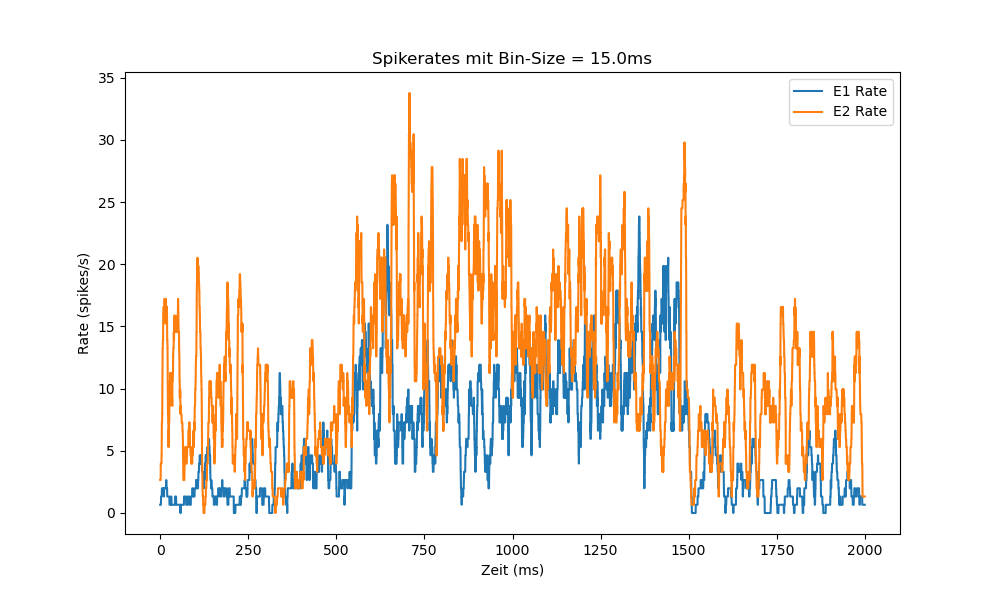 Spikerates mit Bin-Size = 15.0ms
E1 Rate
E2 Rate
Rate (spikes/s)
35
30
25
20
15
10
5
0
0 250 500 750 1000 1250 1500 1750 2000
Zeit (ms)